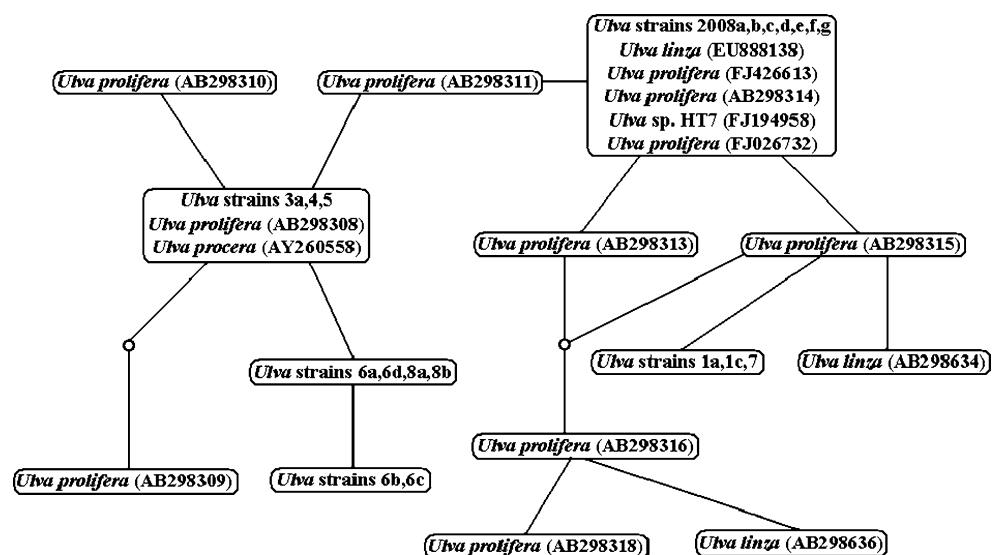 Ulva strains 2008a,b,c,d,e,f,g
Ulva linza (EU888138)
Ulva prolifera (FJ426613)
Ulva prolifera (AB298314)
Ulva sp. HT7 (FJ194958)
Ulva prolifera (FJ026732)
Ulva prolifera (AB298310)
Ulva prolifera (AB298311)
Ulva strains 3a,4,5
Ulva prolifera (AB298308)
Ulva procera (AY260558)
Ulva prolifera (AB298313)
Ulva prolifera (AB298315)
Ulva strains 6a,6d,8a,8b
Ulva strains 1a,1c,7
Ulva linza (AB298634)
Ulva prolifera (AB298316)
Ulva prolifera (AB298309)
Ulva strains 6b,6c
Ulva prolifera (AB298318)
Ulva linza (AB298636)